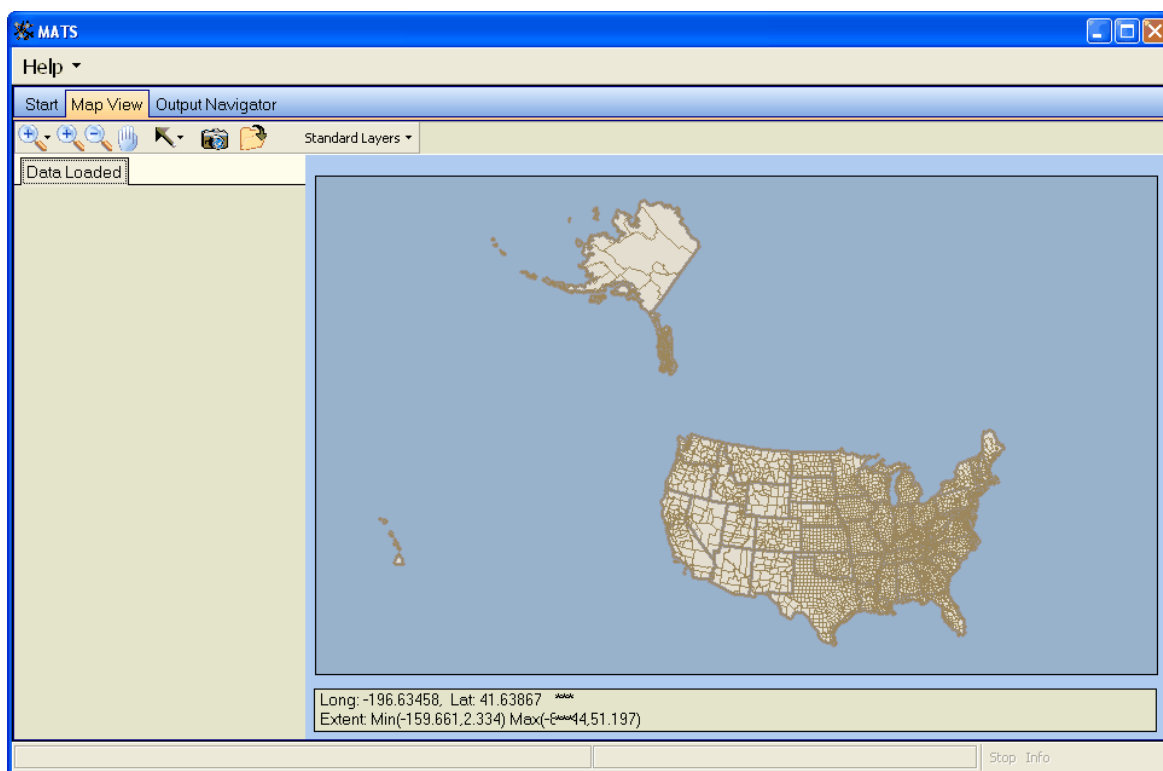 MATS
Help
Start Map View Output Navigator
Standard Layers
Data Loaded
Long: -196.63458, Lat: 41.63867 ***
Extent: Min(-159.661,2.334) Max(
Stop Info